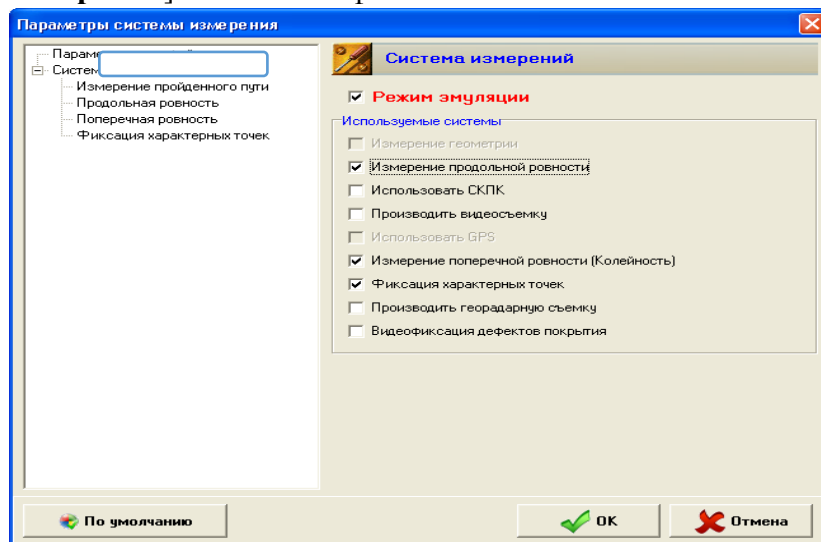 Параметры системы измерения
Измерение пройденного пути
Продольная ровность
Поперечная ровность
Фиксация характерных точек
Система измерений
Режим эмуляции
Используемые системы
Измерение геометрии
Измерение продольной ровности
Использовать СКПК
Производить видеосъемку
Использовать GPS
Измерение поперечной ровности (Колейность)
Фиксация характерных точек
Производить георадарную съемку
Видеофиксация дефектов покрытия
По умолчанию
OK
Отмена